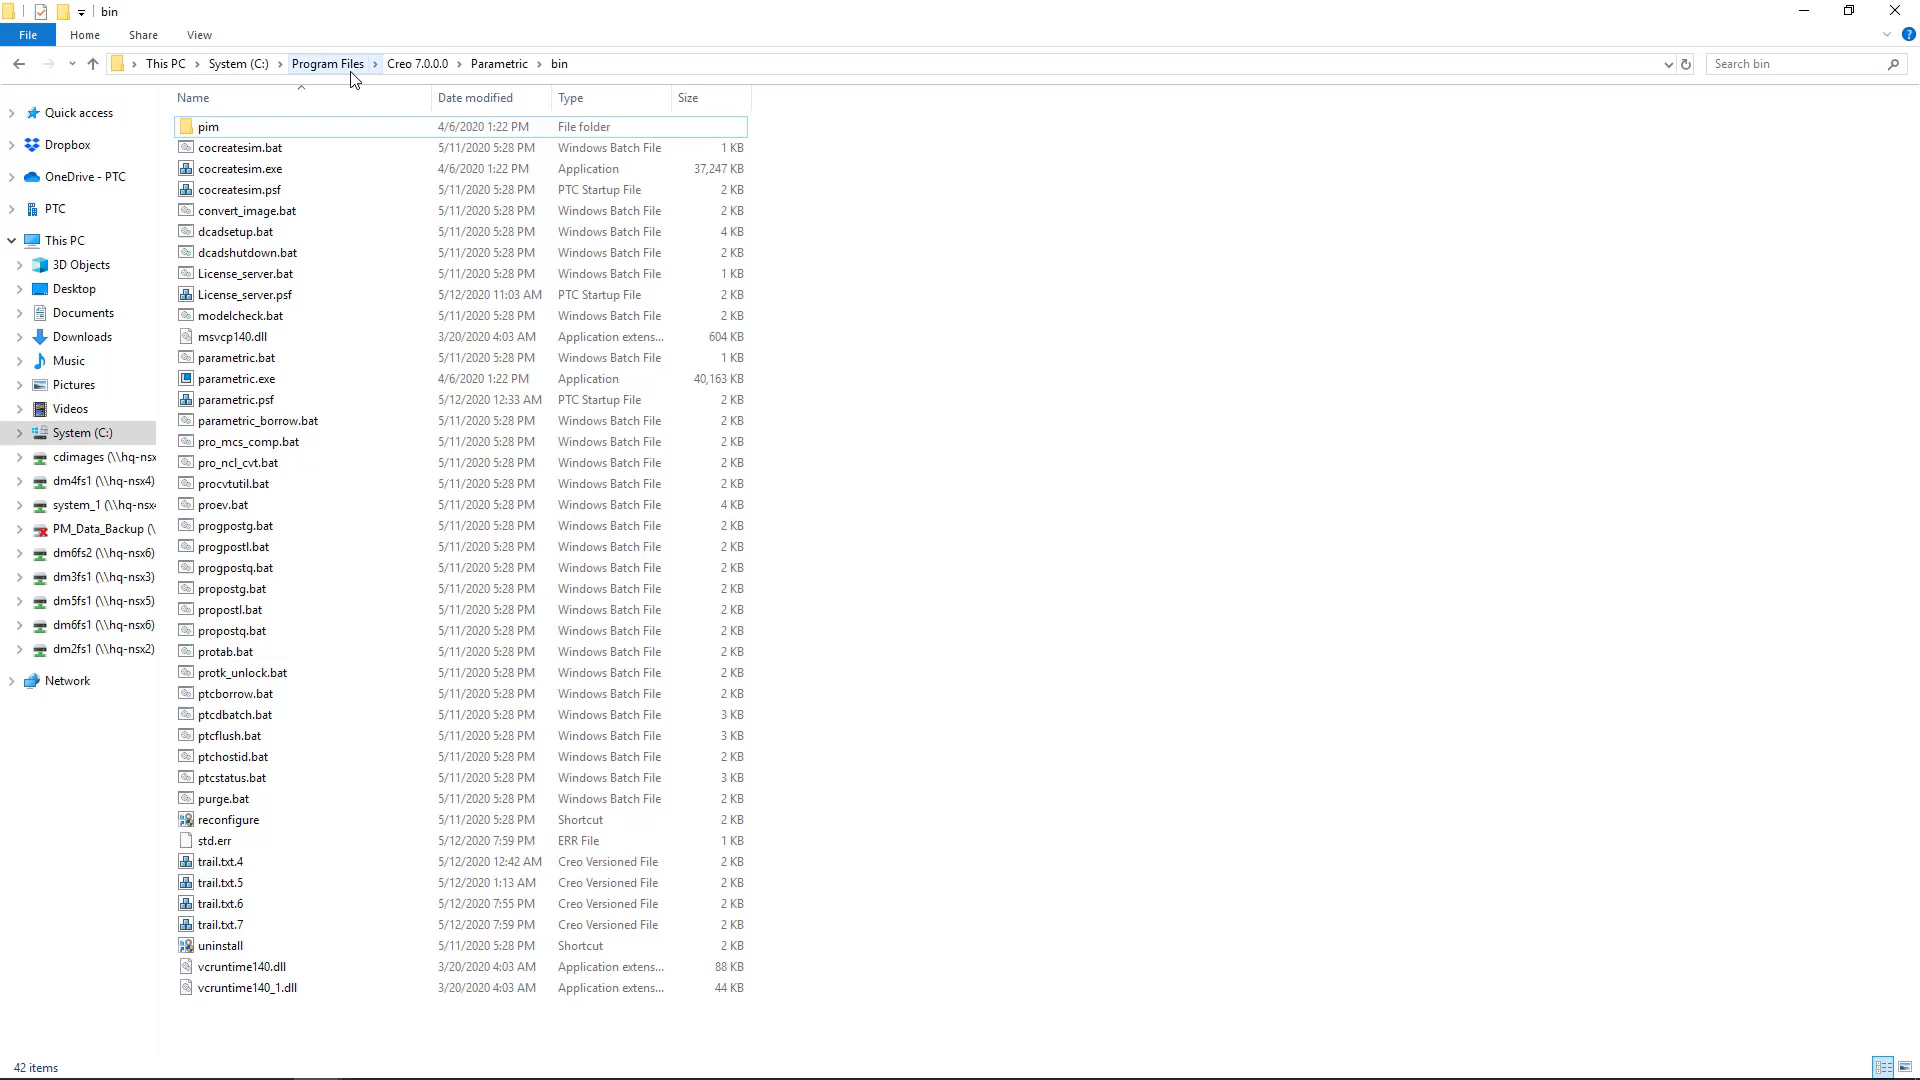 bin
File Home Share View
This PC System (C:) Program Files Creo 7.0.0.0 Parametric bin Search bin
Name Date modified Type Size
Quick access
Dropbox
OneDrive - PTC
PTC
This PC
3D Objects
Desktop
Documents
Downloads
Music
Pictures
Videos
System (C:)
cdimages (\\hq-nsx
dm4fs1 (\\hq-nsx4)
system_1 (\\hq-nsx4
PM_Data_Backup (\
dm6fs2 (\\hq-nsx6)
dm3fs1 (\\hq-nsx3)
dm5fs1 (\\hq-nsx5)
dm6fs1 (\\hq-nsx6)
dm2fs1 (\\hq-nsx2)
Network
pim 4/6/2020 1:22 PM File folder
cocreatesim.bat 5/11/2020 5:28 PM Windows Batch File 1 KB
cocreatesim.exe 4/6/2020 1:22 PM Application 37,247 KB
cocreatesim.psf 5/11/2020 5:28 PM PTC Startup File 2 KB
convert_image.bat 5/11/2020 5:28 PM Windows Batch File 2 KB
dcadsetup.bat 5/11/2020 5:28 PM Windows Batch File 4 KB
dcadshutdown.bat 5/11/2020 5:28 PM Windows Batch File 2 KB
License_server.bat 5/11/2020 5:28 PM Windows Batch File 1 KB
License_server.psf 5/12/2020 11:03 AM PTC Startup File 2 KB
modelcheck.bat 5/11/2020 5:28 PM Windows Batch File 2 KB
msvcp140.dll 3/20/2020 4:03 AM Application extens... 604 KB
parametric.bat 5/11/2020 5:28 PM Windows Batch File 1 KB
parametric.exe 4/6/2020 1:22 PM Application 40,163 KB
parametric.psf 5/12/2020 12:33 AM PTC Startup File 2 KB
parametric_borrow.bat 5/11/2020 5:28 PM Windows Batch File 2 KB
pro_mcs_comp.bat 5/11/2020 5:28 PM Windows Batch File 2 KB
pro_ncl_cvt.bat 5/11/2020 5:28 PM Windows Batch File 2 KB
procvtutil.bat 5/11/2020 5:28 PM Windows Batch File 2 KB
proev.bat 5/11/2020 5:28 PM Windows Batch File 4 KB
progpostg.bat 5/11/2020 5:28 PM Windows Batch File 2 KB
progpostl.bat 5/11/2020 5:28 PM Windows Batch File 2 KB
progpostq.bat 5/11/2020 5:28 PM Windows Batch File 2 KB
propostg.bat 5/11/2020 5:28 PM Windows Batch File 2 KB
propostl.bat 5/11/2020 5:28 PM Windows Batch File 2 KB
propostq.bat 5/11/2020 5:28 PM Windows Batch File 2 KB
protab.bat 5/11/2020 5:28 PM Windows Batch File 2 KB
protk_unlock.bat 5/11/2020 5:28 PM Windows Batch File 2 KB
ptcborrow.bat 5/11/2020 5:28 PM Windows Batch File 2 KB
ptcdbatch.bat 5/11/2020 5:28 PM Windows Batch File 3 KB
ptcflush.bat 5/11/2020 5:28 PM Windows Batch File 3 KB
ptchostid.bat 5/11/2020 5:28 PM Windows Batch File 2 KB
ptcstatus.bat 5/11/2020 5:28 PM Windows Batch File 3 KB
purge.bat 5/11/2020 5:28 PM Windows Batch File 2 KB
reconfigure 5/11/2020 5:28 PM Shortcut 2 KB
std.err 5/12/2020 7:59 PM ERR File 1 KB
trail.txt.4 5/12/2020 12:42 AM Creo Versioned File 2 KB
trail.txt.5 5/12/2020 1:13 AM Creo Versioned File 2 KB
trail.txt.6 5/12/2020 7:55 PM Creo Versioned File 2 KB
trail.txt.7 5/12/2020 7:59 PM Creo Versioned File 2 KB
uninstall 5/11/2020 5:28 PM Shortcut 2 KB
vcruntime140.dll 3/20/2020 4:03 AM Application extens... 88 KB
vcruntime140_1.dll 3/20/2020 4:03 AM Application extens... 44 KB
42 items